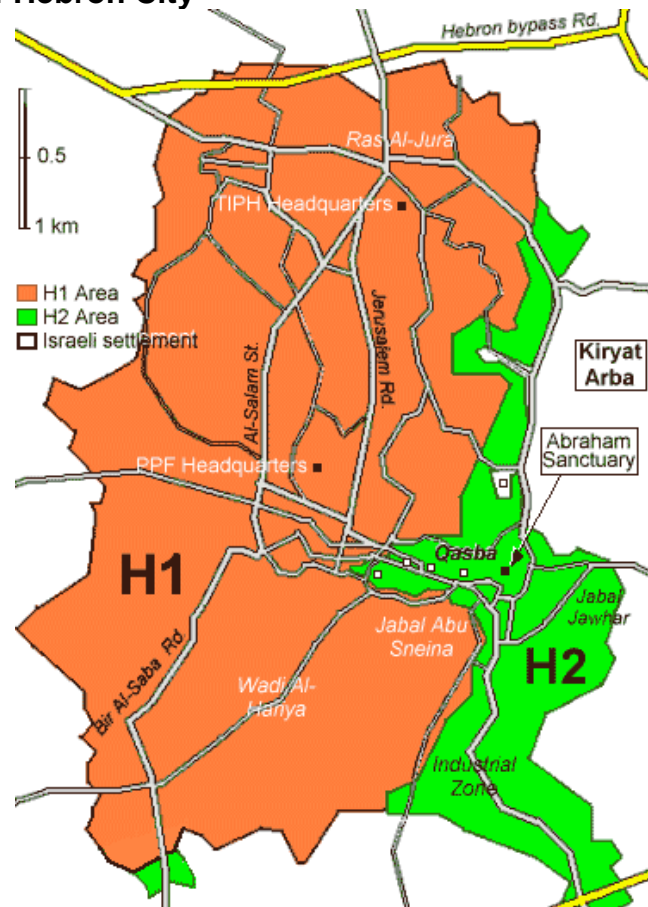 Hebron City
Hebron bypass Rd.
0.5
1 km
Ras Al-Jura
TIPH Headquarters
H1 Area
H2 Area
Israeli settlement
Al-Salam St.
Jerusalem Rd.
Kiryat
Arba
Abraham
Sanctuary
PPF Headquarters
Qasba
H1
Jabal Abu
Sneina
Jabal
Jawhar
H2
Bir Al-Saba Rd
Wadi Al-
Hariya
Industrial
Zone